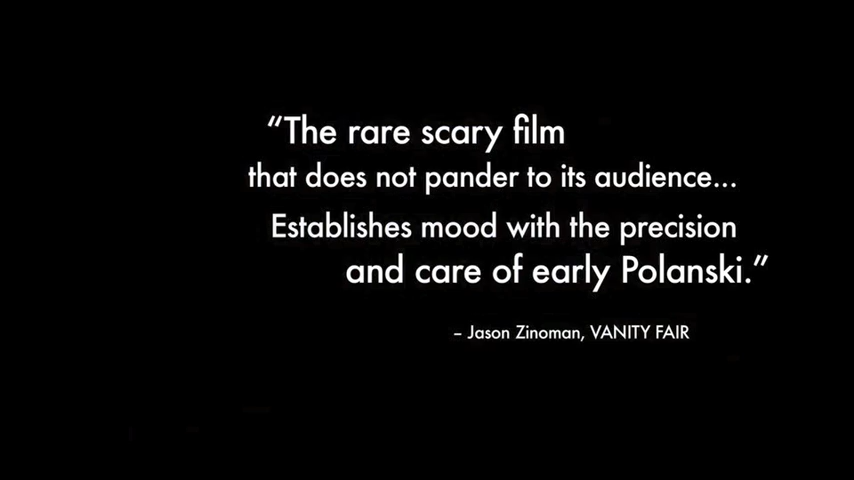 “The rare scary film
that does not pander to its audience...
Establishes mood with the precision
and care of early Polanski.”
– Jason Zinoman, VANITY FAIR